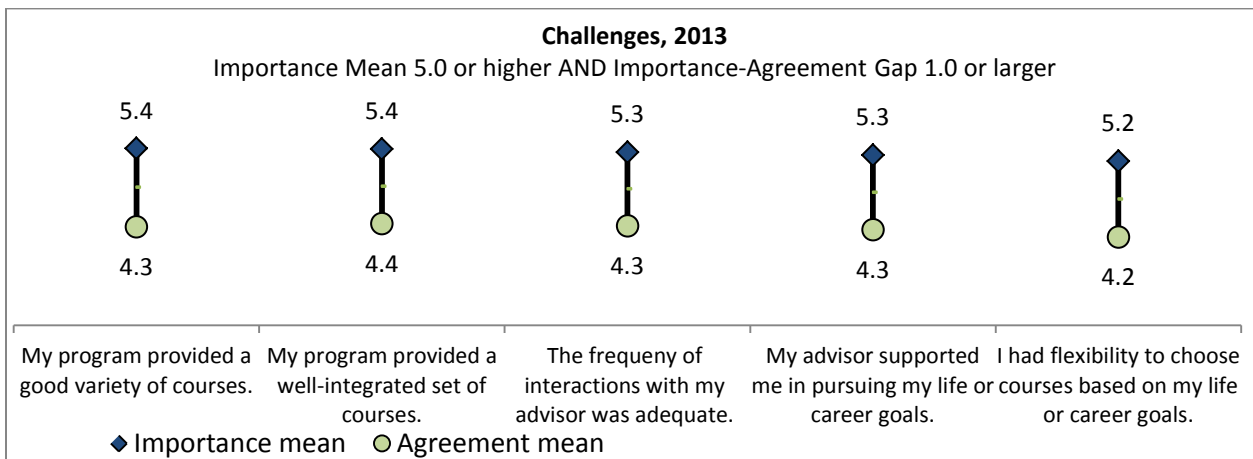 Challenges, 2013
Importance Mean 5.0 or higher AND Importance-Agreement Gap 1.0 or larger
5.4
5.4
5.3
5.3
5.2
4.3
4.4
4.3
4.3
4.2
My program provided a
good variety of courses.
My program provided a
well-integrated set of
courses.
The frequeny of
interactions with my
advisor was adequate.
My advisor supported
me in pursuing my life or
career goals.
I had flexibility to choose
courses based on my life
or career goals.
Importance mean
Agreement mean